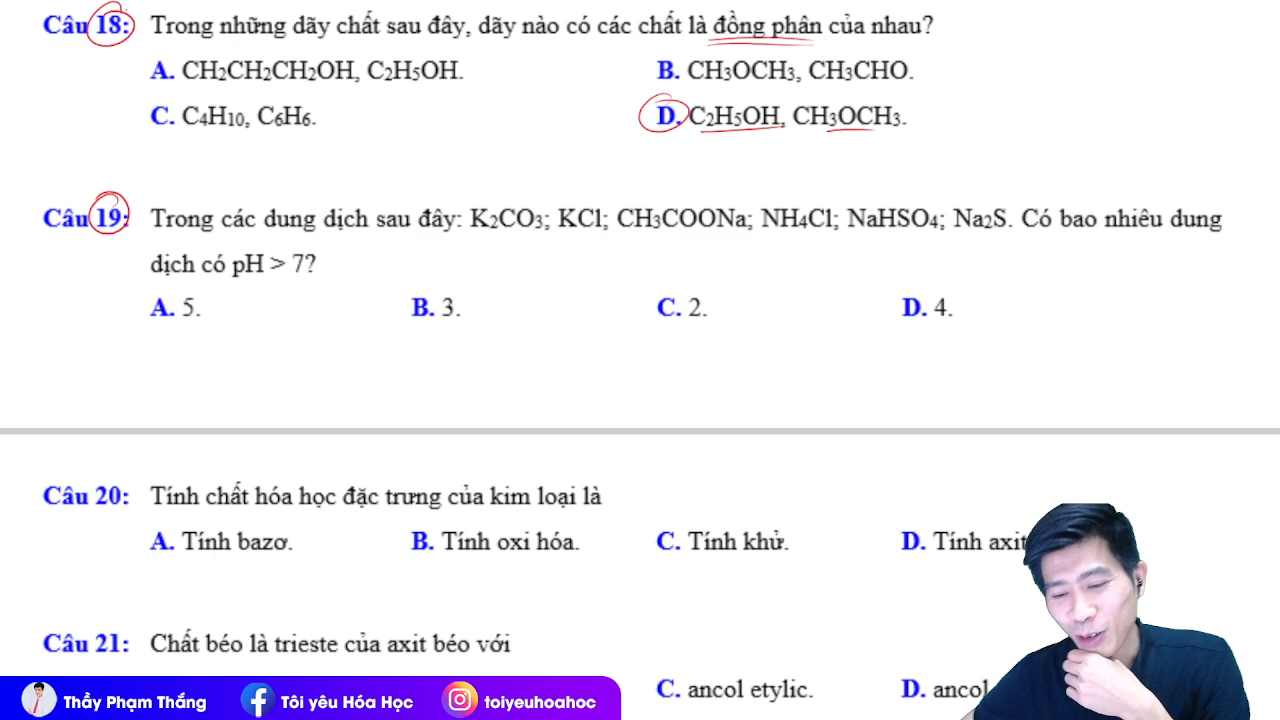 Câu 18: Trong những dãy chất sau đây, dãy nào có các chất là đồng phân của nhau?
A. CH2CH2CH2OH, C2H5OH. B. CH3OCH3, CH3CHO.
C. C4H10, C6H6. D. C2H5OH, CH3OCH3.
Câu 19: Trong các dung dịch sau đây: K2CO3; KCl; CH3COONa; NH4Cl; NaHSO4; Na2S. Có bao nhiêu dung
dịch có pH > 7?
A. 5. B. 3. C. 2. D. 4.
Câu 20: Tính chất hóa học đặc trưng của kim loại là
A. Tính bazơ. B. Tính oxi hóa. C. Tính khử. D. Tính axit
Câu 21: Chất béo là trieste của axit béo với
C. ancol etylic. D. ancol
Thầy Phạm Thắng Tôi yêu Hóa Học toiyeuhoahoc